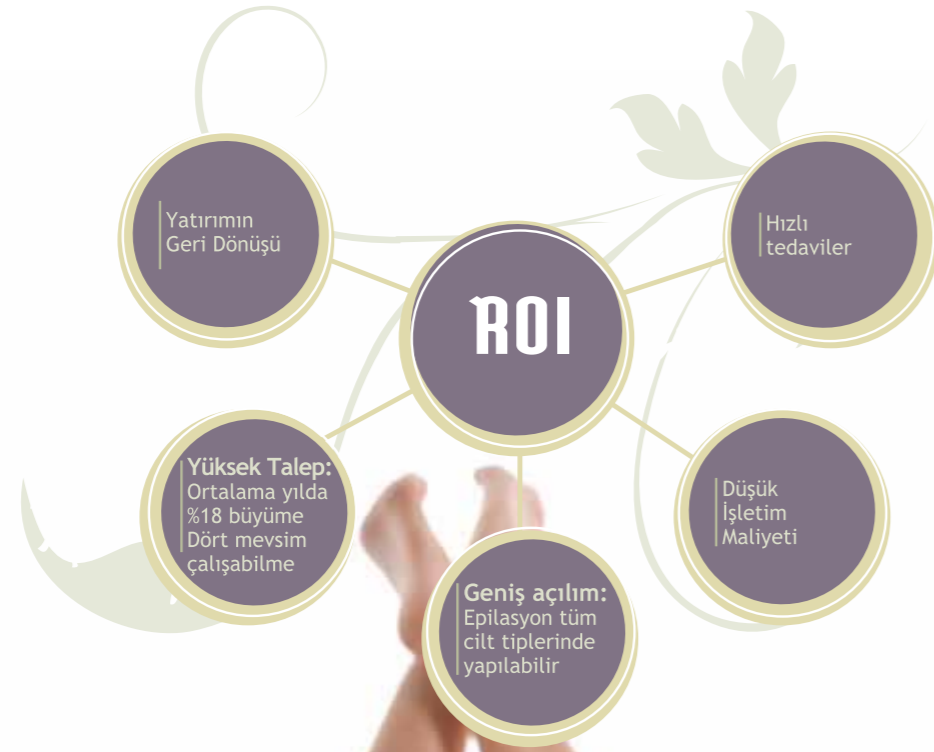 Yatırımın
Geri Dönüşü
Hızlı
tedaviler
ROI
Yüksek Talep:
Ortalama yılda
%18 büyüme
Dört mevsim
çalışabilme
Düşük
İşletim
Maliyeti
Geniş açılım:
Epilasyon tüm
cilt tiplerinde
yapılabilir